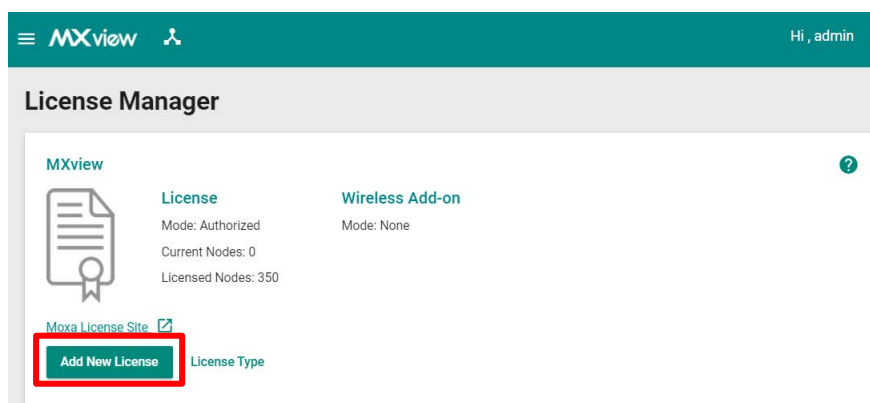 MXview
Hi , admin
License Manager
MXview
License
Wireless Add-on
Mode: Authorized
Mode: None
Current Nodes: 0
Licensed Nodes: 350
Moxa License Site
Add New License
License Type